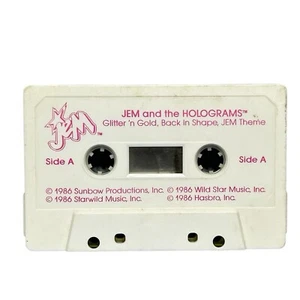 JEM™
JEM and the HOLOGRAMS™
Glitter 'n Gold, Back In Shape, JEM Theme
Side A Side A
© 1986 Sunbow Productions, Inc. © 1986 Wild Star Music, Inc.
© 1986 Starwild Music, Inc. © 1986 Hasbro, Inc.